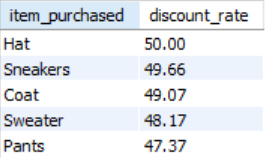 item_purchased discount_rate
Hat 50.00
Sneakers 49.66
Coat 49.07
Sweater 48.17
Pants 47.37